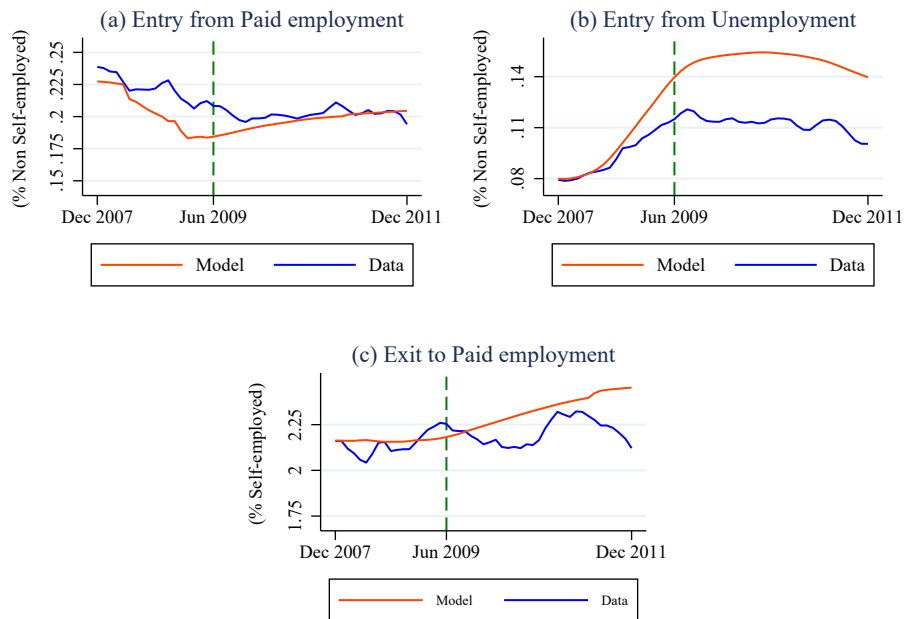 (a) Entry from Paid employment
(% Non Self-employed)
.25
.225
.2
.175
.15
Dec 2007
Jun 2009
Dec 2011
Model
Data
(b) Entry from Unemployment
(% Non Self-employed)
.14
.11
.08
Dec 2007
Jun 2009
Dec 2011
Model
Data
(c) Exit to Paid employment
(% Self-employed)
2.25
2
1.75
Dec 2007
Jun 2009
Dec 2011
Model
Data